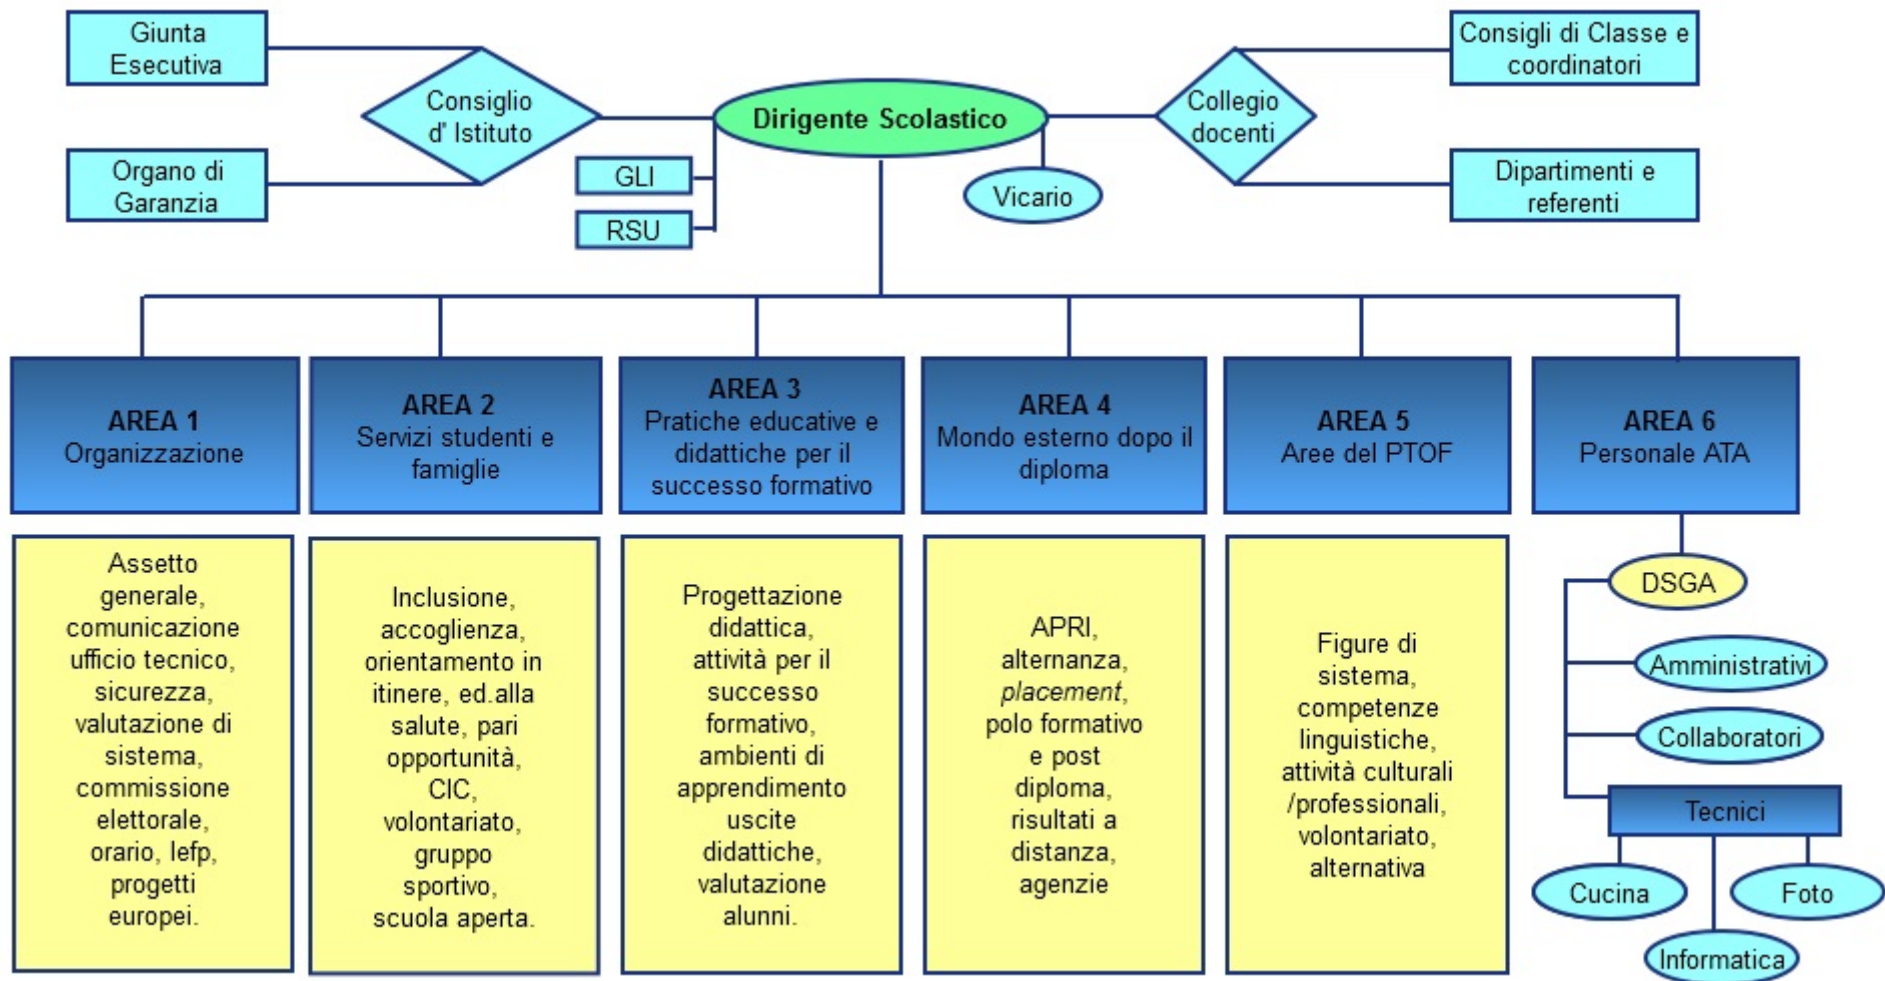 Giunta
Esecutiva
Consiglio
d' Istituto
Organo di
Garanzia
Dirigente Scolastico
GLI
RSU
Vicario
Collegio
docenti
Consigli di Classe e
coordinatori
Dipartimenti e
referenti
AREA 1
Organizzazione
AREA 2
Servizi studenti e
famiglie
AREA 3
Pratiche educative e
didattiche per il
successo formativo
AREA 4
Mondo esterno dopo il
diploma
AREA 5
Aree del PTOF
AREA 6
Personale ATA
Assetto
generale,
comunicazione
ufficio tecnico,
sicurezza,
valutazione di
sistema,
commissione
elettorale,
orario, Iefp,
progetti
europei.
Inclusione,
accoglienza,
orientamento in
itinere, ed.alla
salute, pari
opportunità,
CIC,
volontariato,
gruppo
sportivo,
scuola aperta.
Progettazione
didattica,
attività per il
successo
formativo,
ambienti di
apprendimento
uscite
didattiche,
valutazione
alunni.
APRI,
alternanza,
placement,
polo formativo
e post
diploma,
risultati a
distanza,
agenzie
Figure di
sistema,
competenze
linguistiche,
attività culturali
/professionali,
volontariato,
alternativa
DSGA
Amministrativi
Collaboratori
Tecnici
Cucina
Foto
Informatica